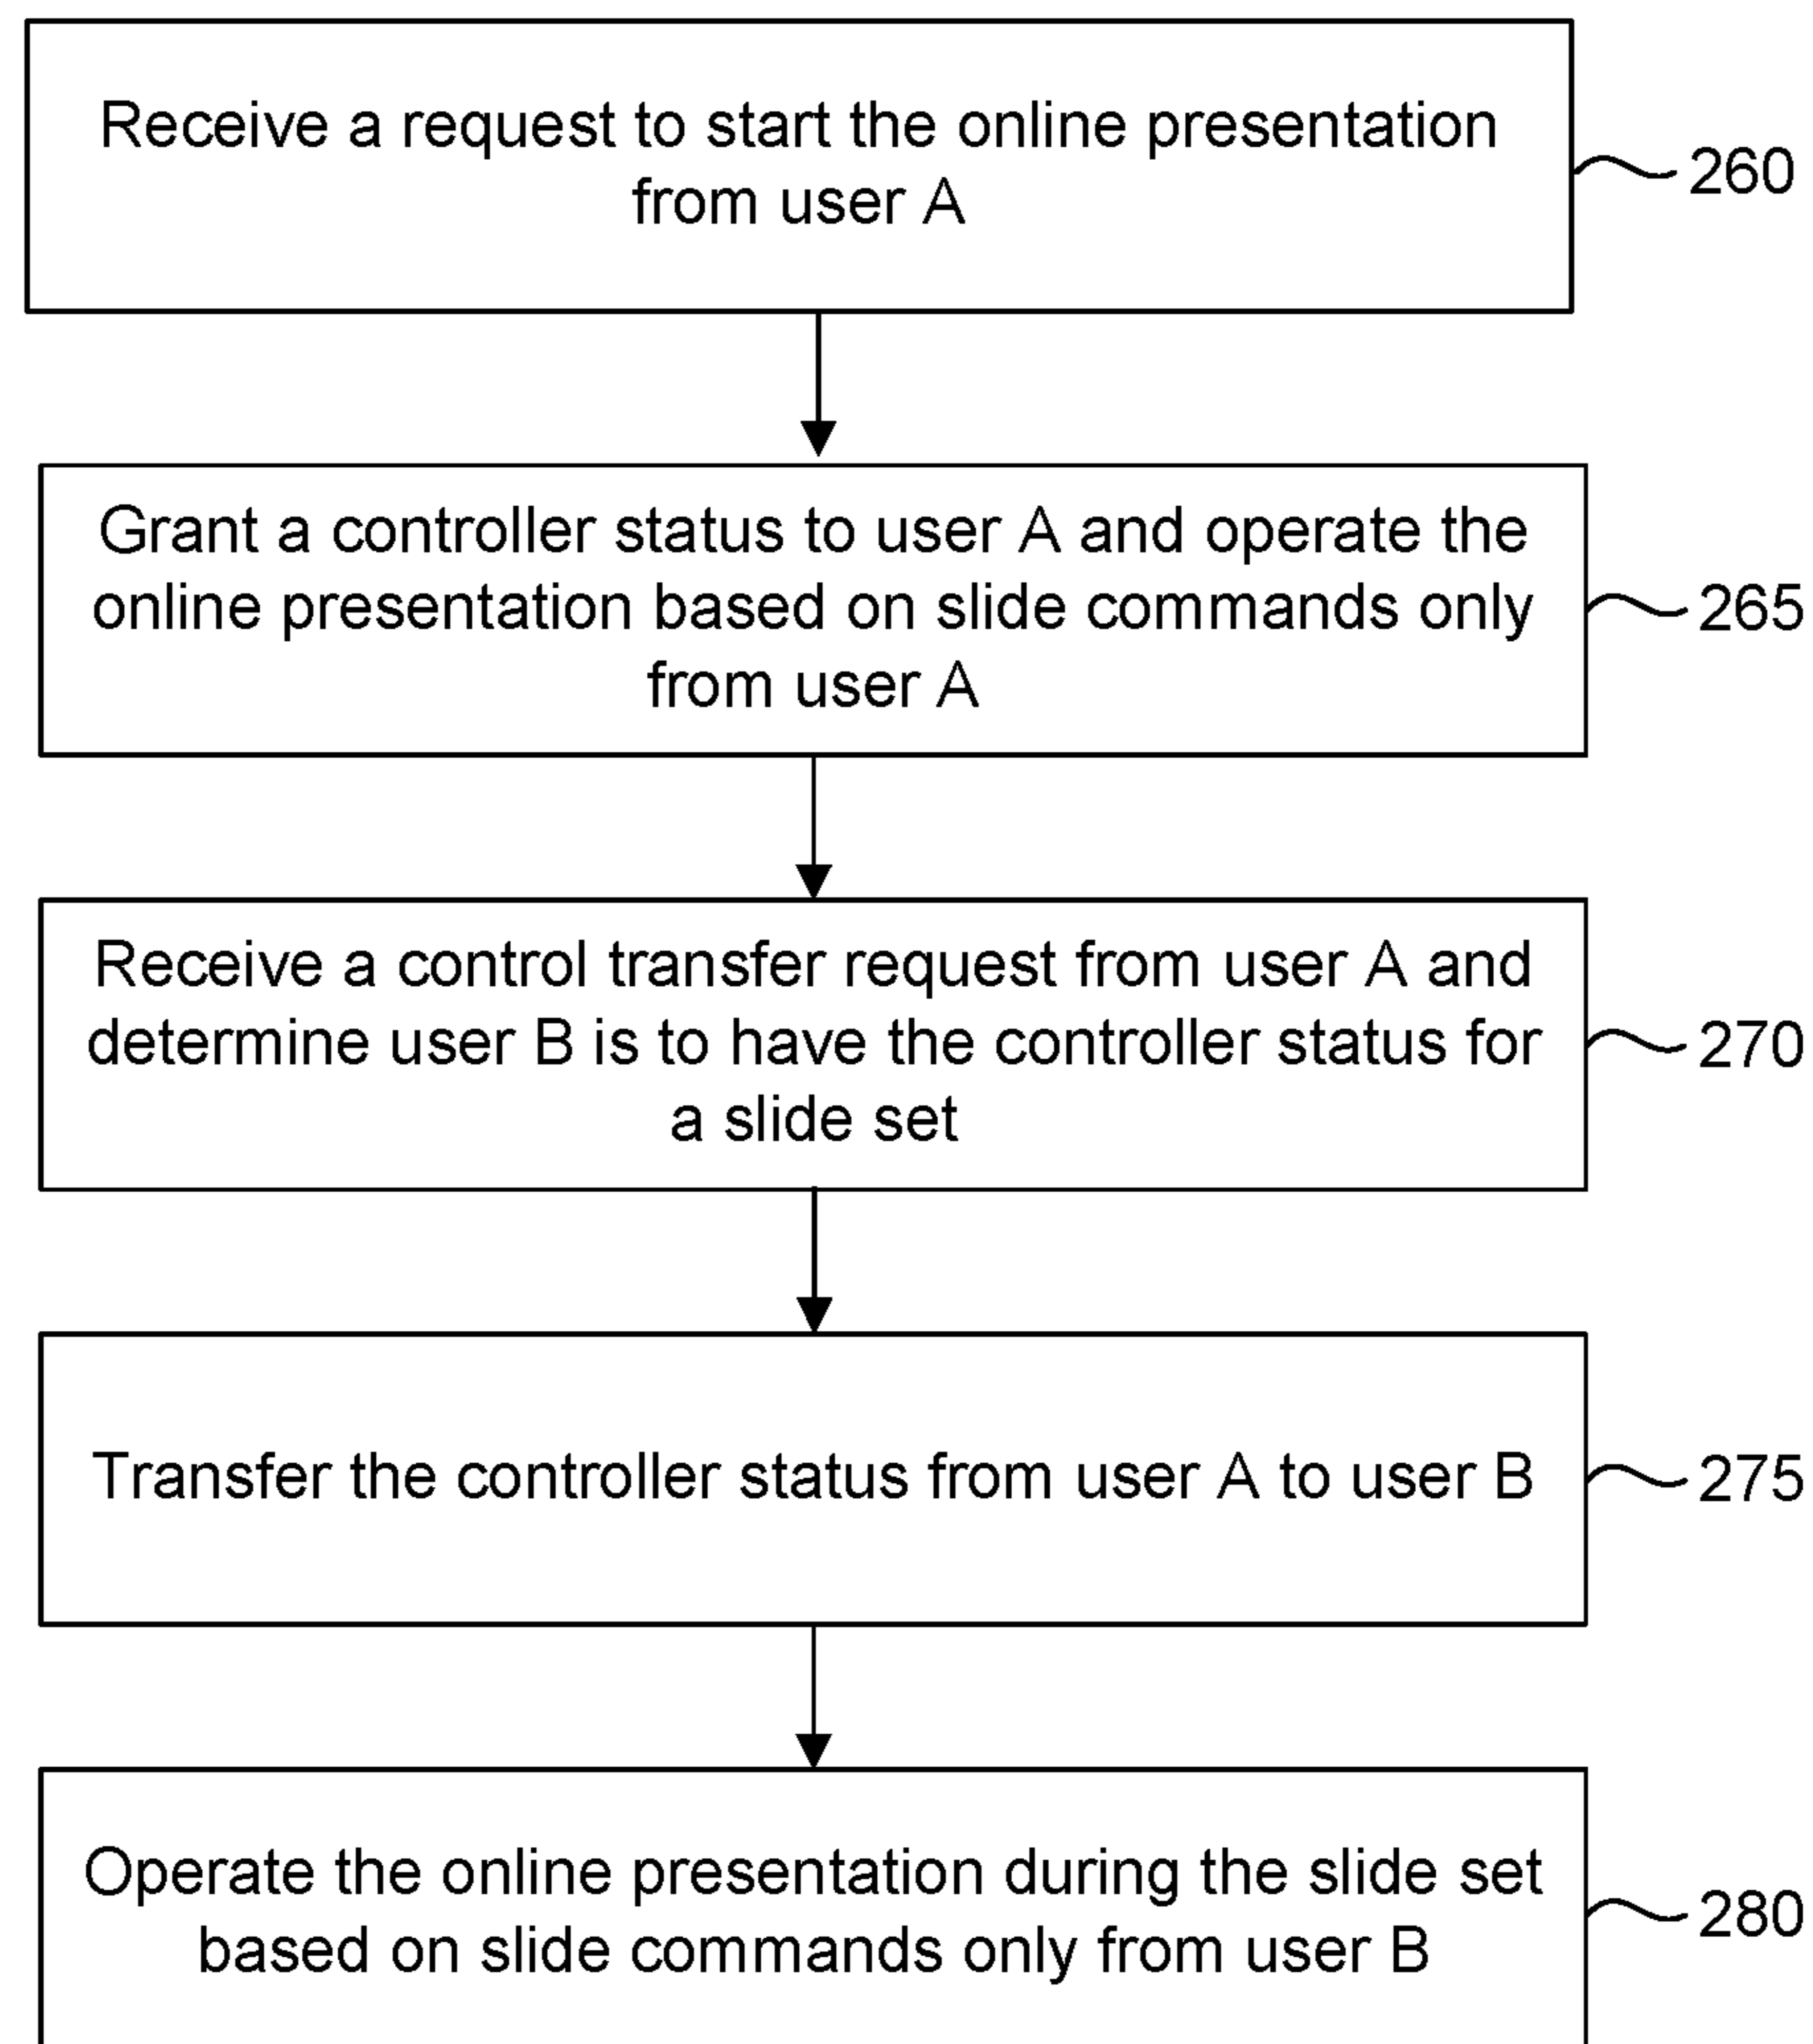 Receive a request to start the online presentation
from user A
260
Grant a controller status to user A and operate the
online presentation based on slide commands only
from user A
265
Receive a control transfer request from user A and
determine user B is to have the controller status for
a slide set
270
Transfer the controller status from user A to user B
275
Operate the online presentation during the slide set
based on slide commands only from user B
280